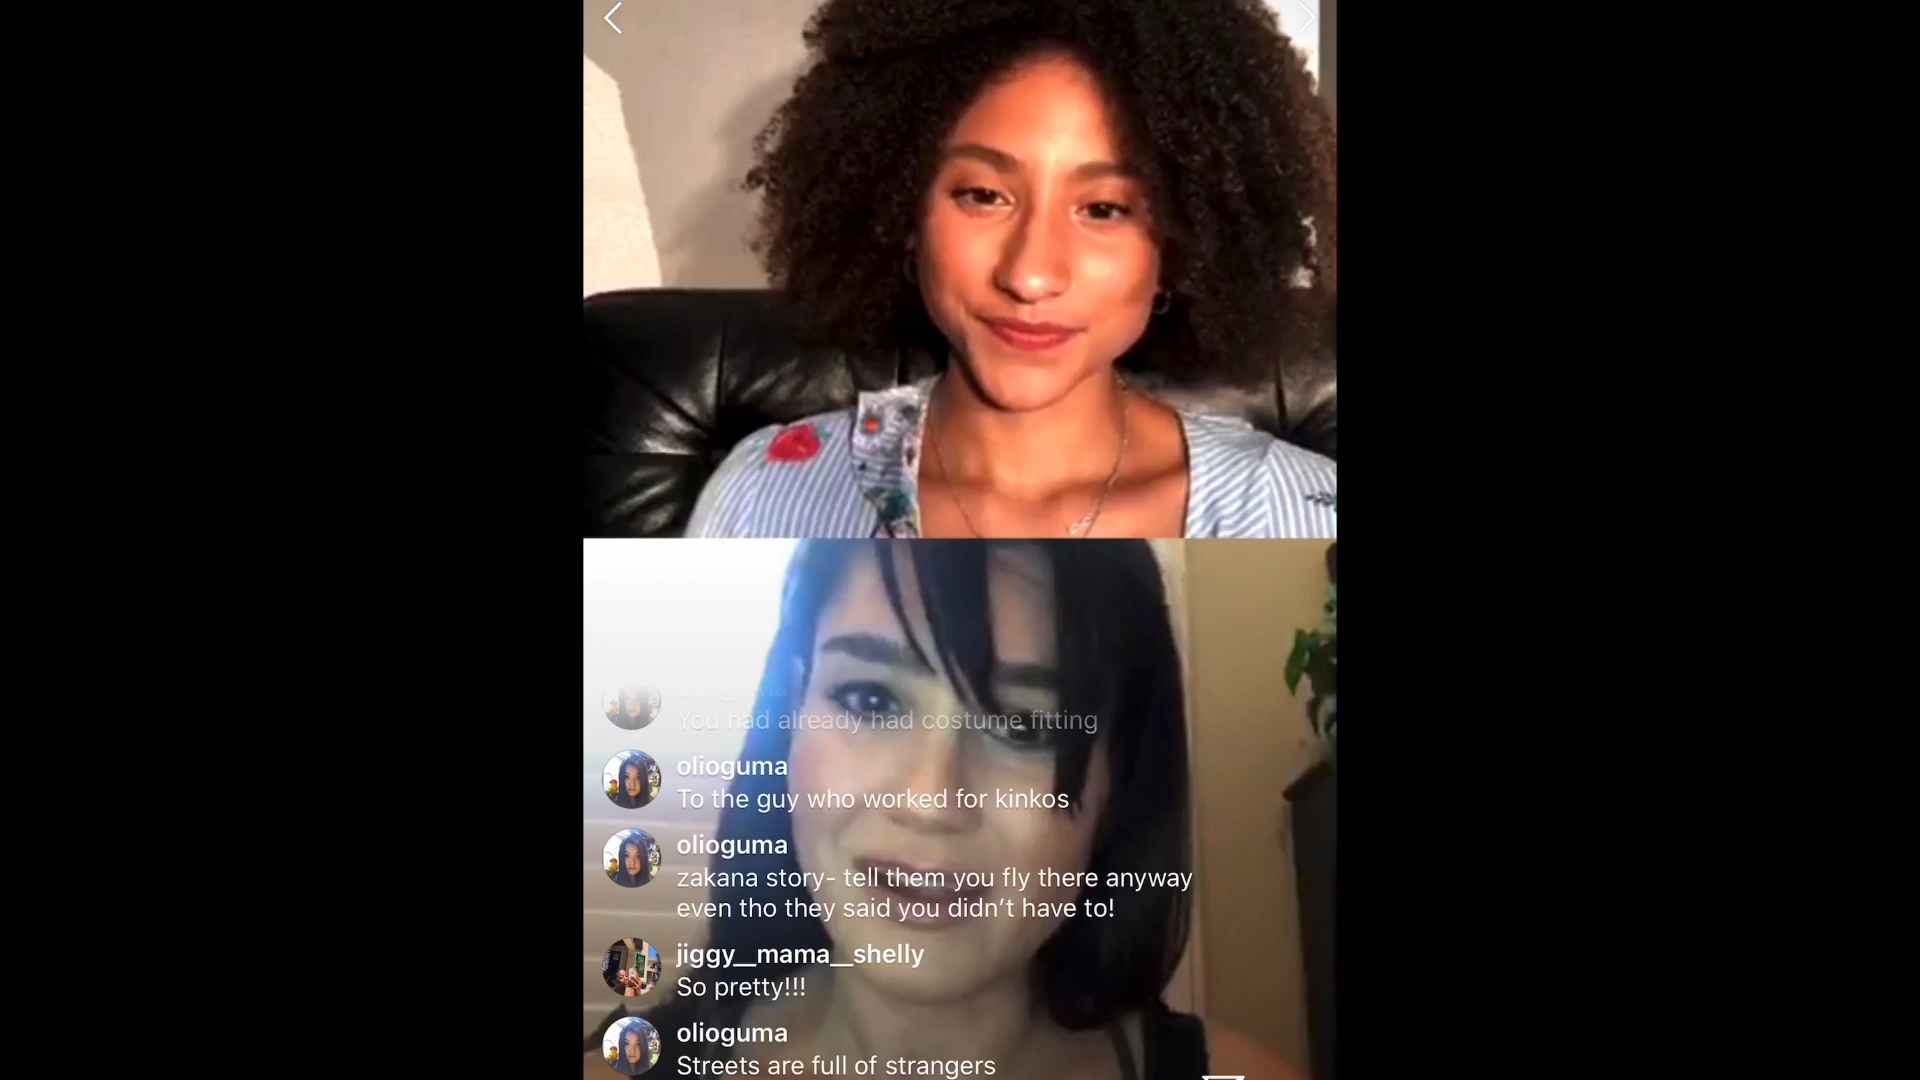 You had already had costume fitting
olioguma
To the guy who worked for kinkos
olioguma
zakana story- tell them you fly there anyway
even tho they said you didn't have to!
jiggy__mama__shelly
So pretty!!!
olioguma
Streets are full of strangers